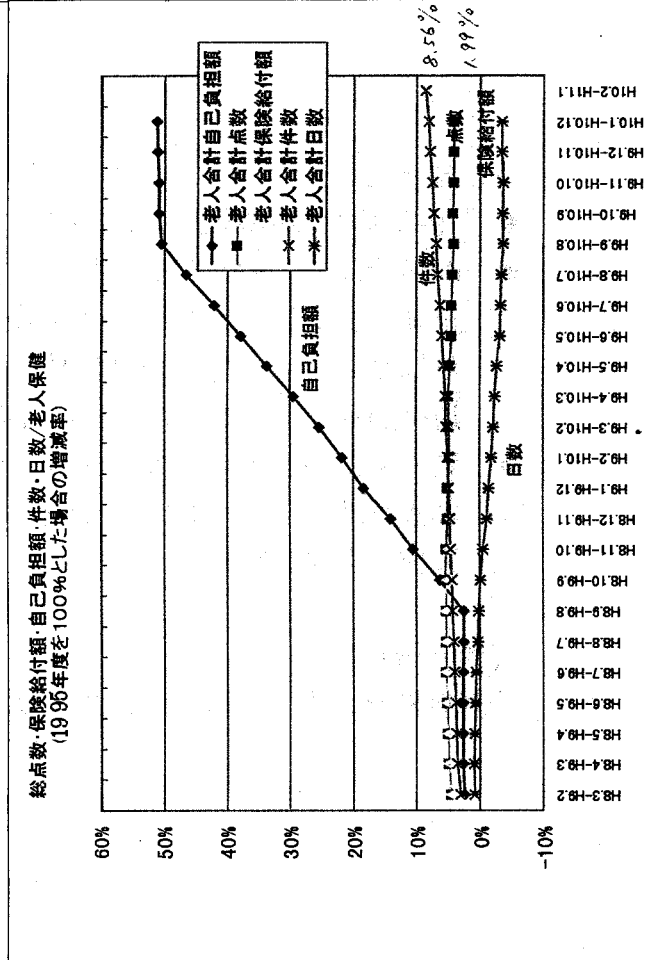 総点数・保険給付額・自己負担額・件数・日数/老人保健
(1995年度を100%とした場合の増減率)
60%
50%
40%
30%
20%
10%
0%
-10%
老人合計自己負担額
老人合計点数
老人合計保険給付額
老人合計件数
老人合計日数
自己負担額
件数
点数
保険給付額
日数
8.56%
1.99%
H8.3-H9.2
H8.4-H9.3
H8.5-H9.4
H8.6-H9.5
H8.7-H9.6
H8.8-H9.7
H8.9-H9.8
H8.10-H9.9
H8.11-H9.10
H8.12-H9.11
H9.1-H9.12
H9.2-H10.1
H9.3-H10.2
H9.4-H10.3
H9.5-H10.4
H9.6-H10.5
H9.7-H10.6
H9.8-H10.7
H9.9-H10.8
H9.10-H10.9
H9.11-H10.10
H9.12-H10.11
H10.1-H10.12
H10.2-H11.1